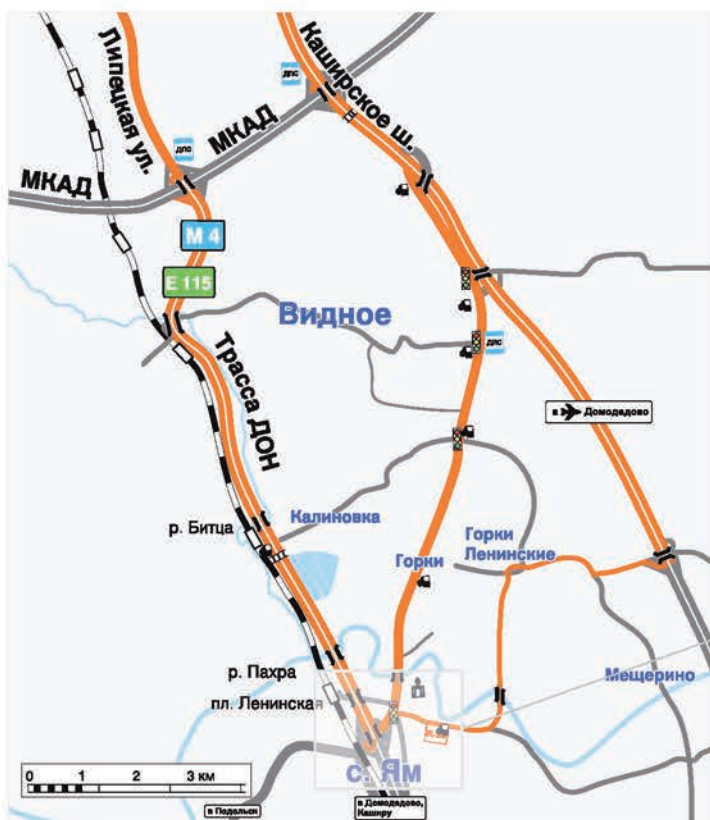 Липецкая ул.
Каширское ш.
ДПС
МКАД
ДПС
МКАД
М 4
Е 115
Видное
ДПС
Трасса ДОН
в Домодедово
р. Битца
Калиновка
Горки
Горки
Ленинские
р. Пахра
Мещерино
пл. Ленинская
с. Ям
0 1 2 3 км
в Подольск
в Домодедово,
Каширу